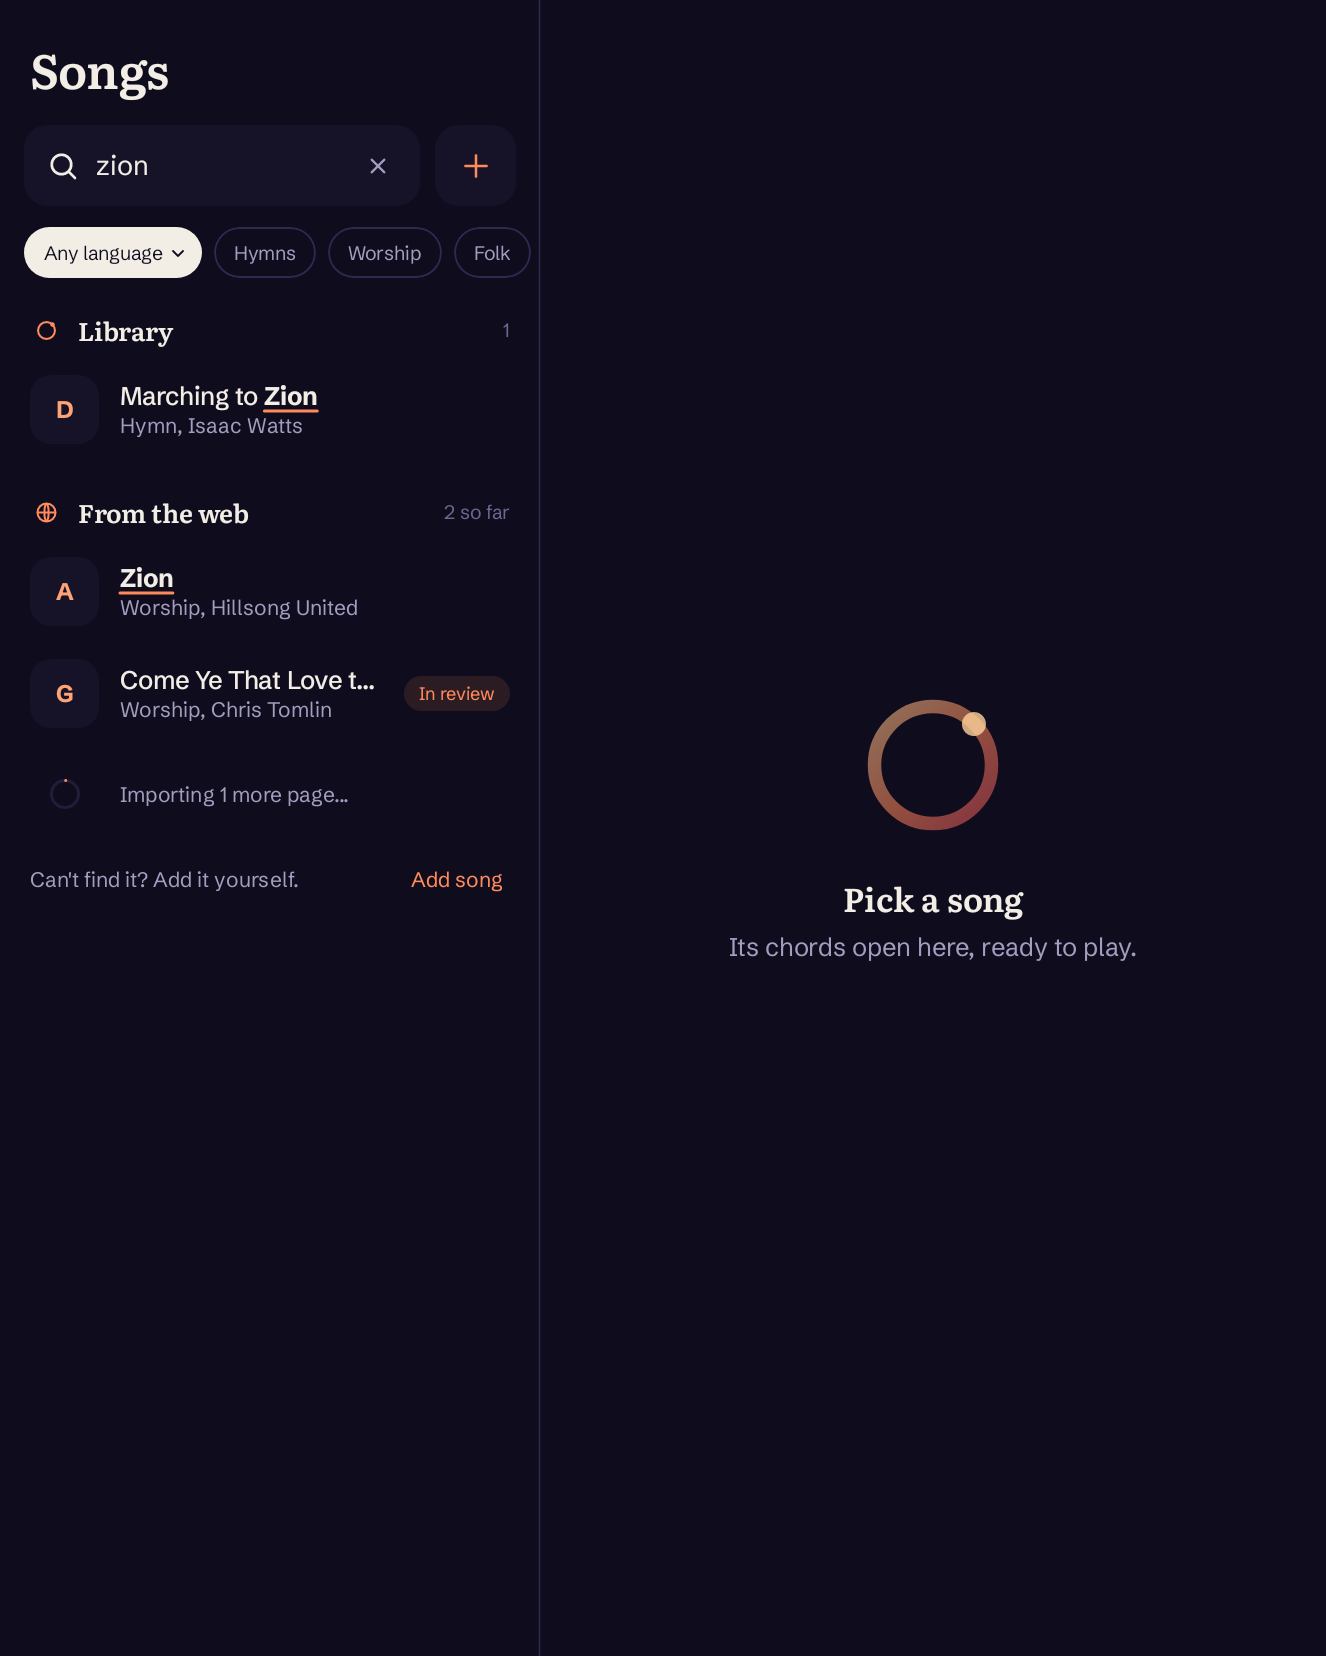 Songs
zion
Any language
Hymns
Worship
Folk
Library
1
D
Marching to Zion
Hymn, Isaac Watts
From the web
2 so far
A
Zion
Worship, Hillsong United
G
Come Ye That Love t...
Worship, Chris Tomlin
In review
Importing 1 more page...
Can't find it? Add it yourself.
Add song
Pick a song
Its chords open here, ready to play.